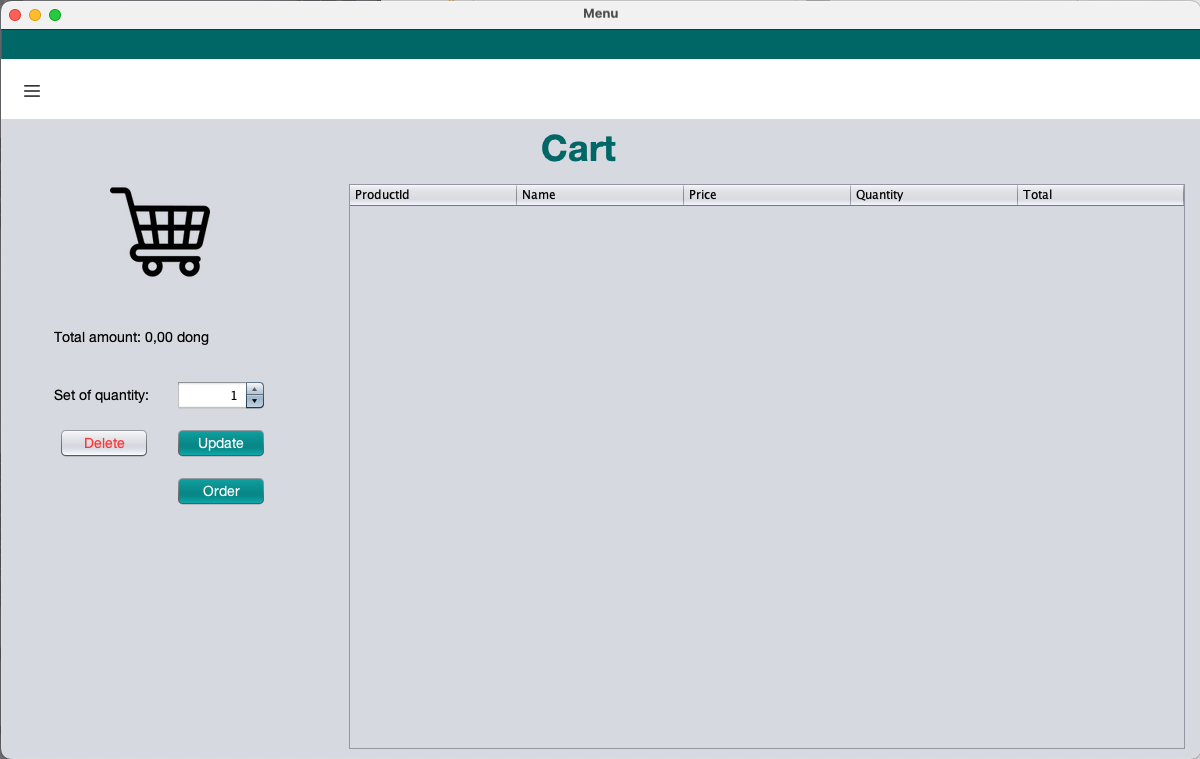 Menu
Cart
ProductId Name Price Quantity Total
Total amount: 0,00 dong
Set of quantity: 1
Delete Update
Order